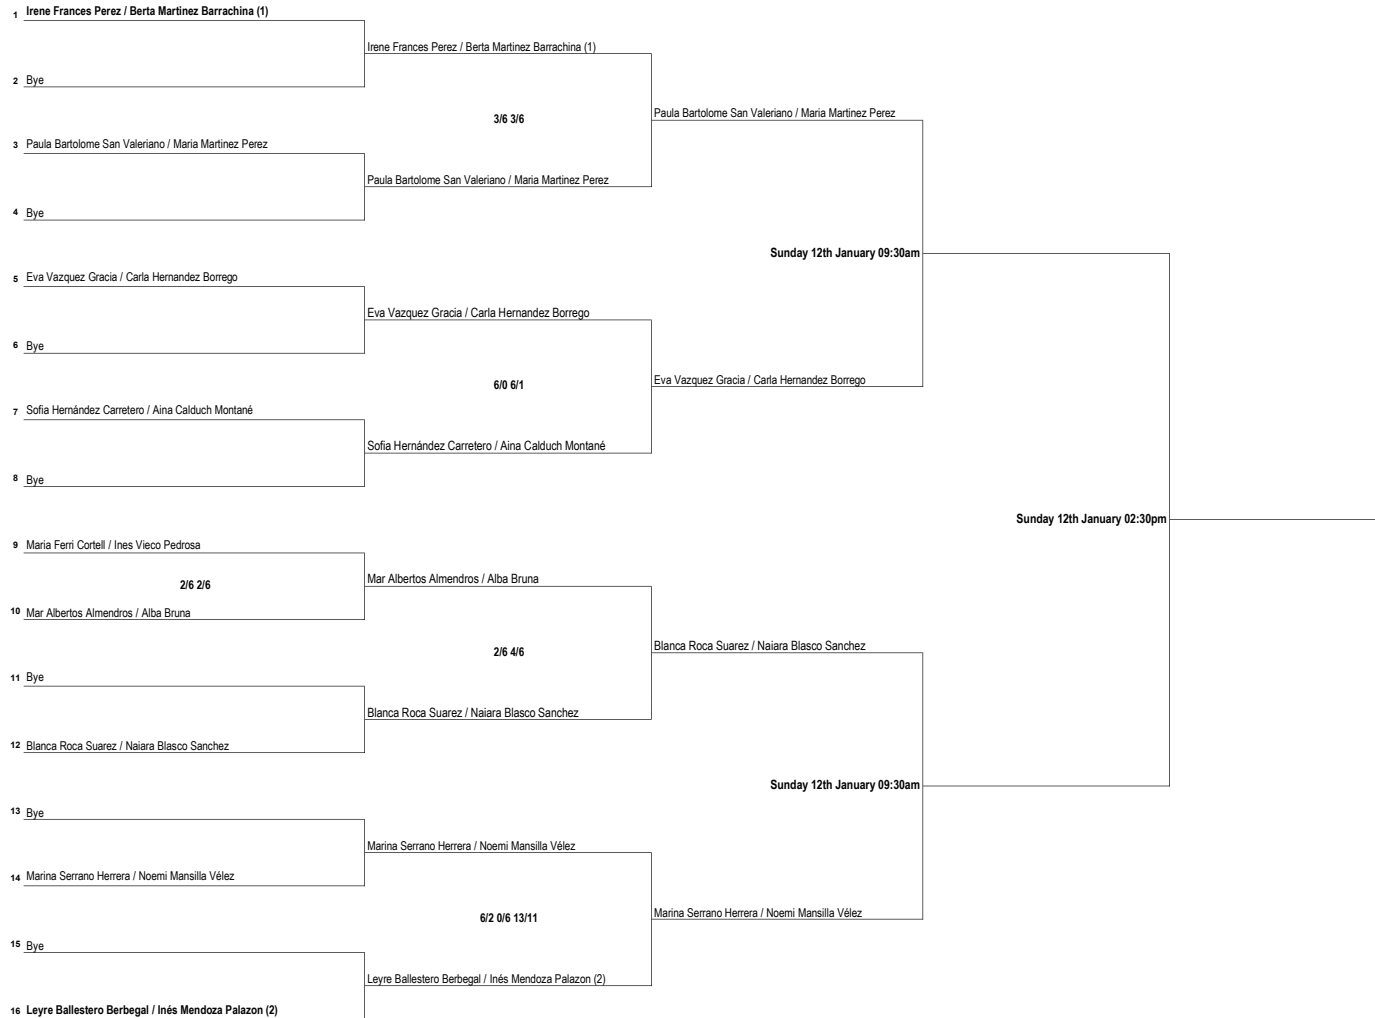 1 Irene Frances Perez / Berta Martinez Barrachina (1)
Irene Frances Perez / Berta Martinez Barrachina (1)
2 Bye
3/6 3/6
Paula Bartolome San Valeriano / Maria Martinez Perez
3 Paula Bartolome San Valeriano / Maria Martinez Perez
Paula Bartolome San Valeriano / Maria Martinez Perez
4 Bye
Sunday 12th January 09:30am
5 Eva Vazquez Gracia / Carla Hernandez Borrego
Eva Vazquez Gracia / Carla Hernandez Borrego
6 Bye
6/0 6/1
Eva Vazquez Gracia / Carla Hernandez Borrego
7 Sofia Hernández Carretero / Aina Calduch Montané
Sofia Hernández Carretero / Aina Calduch Montané
8 Bye
Sunday 12th January 02:30pm
9 Maria Ferri Cortell / Ines Vieco Pedrosa
2/6 2/6
Mar Albertos Almendros / Alba Bruna
10 Mar Albertos Almendros / Alba Bruna
2/6 4/6
Blanca Roca Suarez / Naiara Blasco Sanchez
11 Bye
Blanca Roca Suarez / Naiara Blasco Sanchez
12 Blanca Roca Suarez / Naiara Blasco Sanchez
Sunday 12th January 09:30am
13 Bye
Marina Serrano Herrera / Noemi Mansilla Vélez
14 Marina Serrano Herrera / Noemi Mansilla Vélez
6/2 0/6 13/11
Marina Serrano Herrera / Noemi Mansilla Vélez
15 Bye
Leyre Ballestero Berbegal / Inés Mendoza Palazon (2)
16 Leyre Ballestero Berbegal / Inés Mendoza Palazon (2)